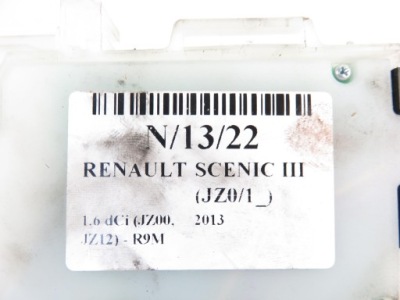 N/13/22
RENAULT SCENIC III
(JZ0/1_)
1.6 dCi (JZ00, 2013
JZ12) - R9M